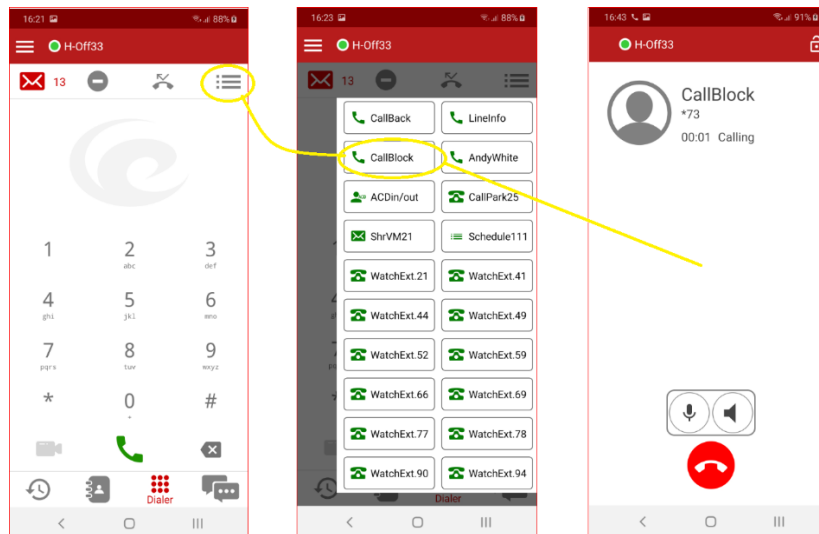 16:21 88%
H-Off33
13
1 2 3
abc def
4 5 6
ghi jkl mno
7 8 9
pqrs tuv wxyz
* 0 #
+
Dialer
16:23 88%
H-Off33
13
CallBack LineInfo
CallBlock AndyWhite
ACDin/out CallPark25
ShrVM21 Schedule111
WatchExt.21 WatchExt.41
WatchExt.44 WatchExt.49
WatchExt.52 WatchExt.59
WatchExt.66 WatchExt.69
WatchExt.77 WatchExt.78
WatchExt.90 WatchExt.94
Dialer
16:43 91%
H-Off33
CallBlock
*73
00:01 Calling